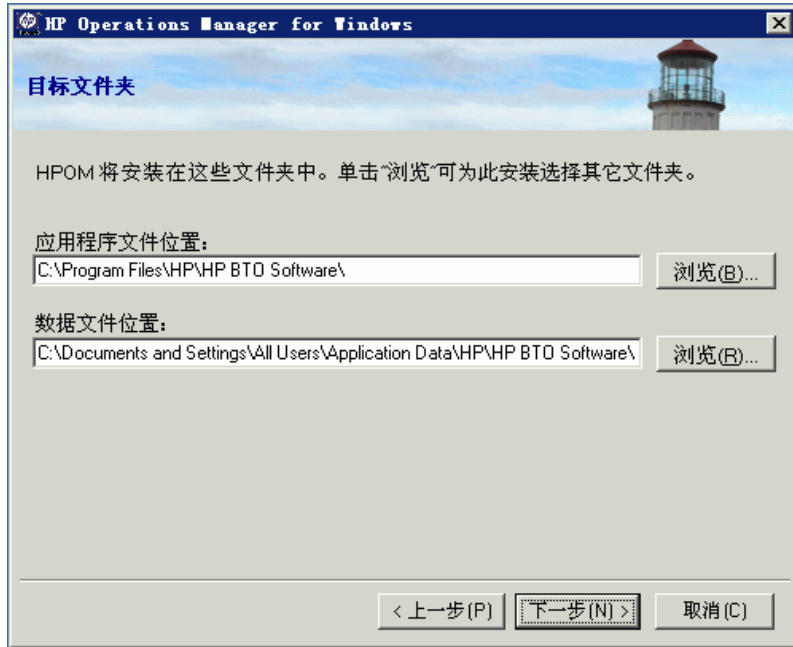 HP Operations Manager for Windows
目标文件夹
HPOM 将安装在这些文件夹中。单击“浏览”可为此安装选择其它文件夹。
应用程序文件位置:
C:\Program Files\HP\HP BTO Software\
浏览(B)...
数据文件位置:
C:\Documents and Settings\All Users\Application Data\HP\HP BTO Software\
浏览(R)...
< 上一步(P)
下一步(N) >
取消(C)